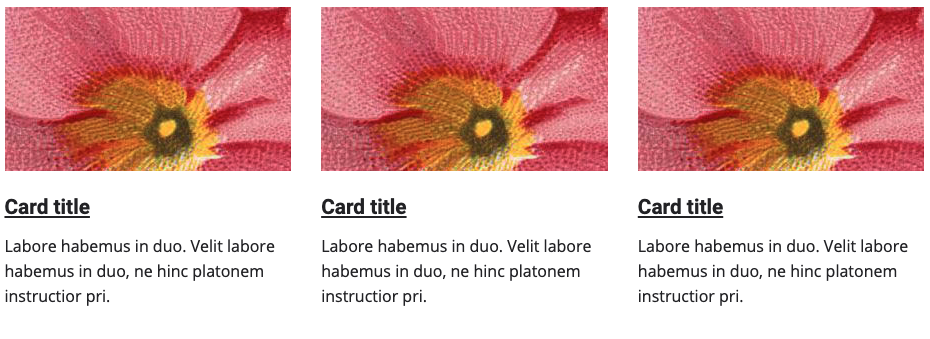 Card title
Labore habemus in duo. Velit labore
habemus in duo, ne hinc platonem
instructior pri.
Card title
Labore habemus in duo. Velit labore
habemus in duo, ne hinc platonem
instructior pri.
Card title
Labore habemus in duo. Velit labore
habemus in duo, ne hinc platonem
instructior pri.